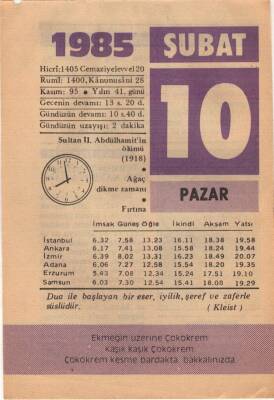 1985 ŞUBAT
Hicrî: 1405 Cemaziyelevvel 20
Rumî: 1400, Kânunusâni 28
Kasım: 95 • Yılın 41. günü
Gecenin devamı: 13 s. 20 d.
Gündüzün devamı: 10 s. 40 d.
Gündüzün uzayışı: 2 dakika
10
PAZAR
Sultan II. Abdülhamit'in
ölümü
(1918)
•
Ağaç
dikme zamanı
•
Fırtına
İmsak Güneş Öğle İkindi Akşam Yatsı
İstanbul 6,32 7,58 13,23 16.11 18.38 19.58
Ankara 6,17 7,41 13,08 15.58 18.24 19.44
İzmir 6,39 8,02 13,31 16.23 18.49 20.07
Adana 6,06 7,27 12,58 15.54 18.20 19.35
Erzurum 5,43 7,08 12,34 15.24 17.51 19.10
Samsun 6,03 7,30 12,54 15.41 18.08 19.29
Dua ile başlayan bir eser, iyilik, şeref ve zaferle
süslüdür. ( Kleist )
Ekmeğin üzerine Çokokrem
Kaşık kaşık Çokokrem
Çokokrem kesme bardakta, bakkalınızda